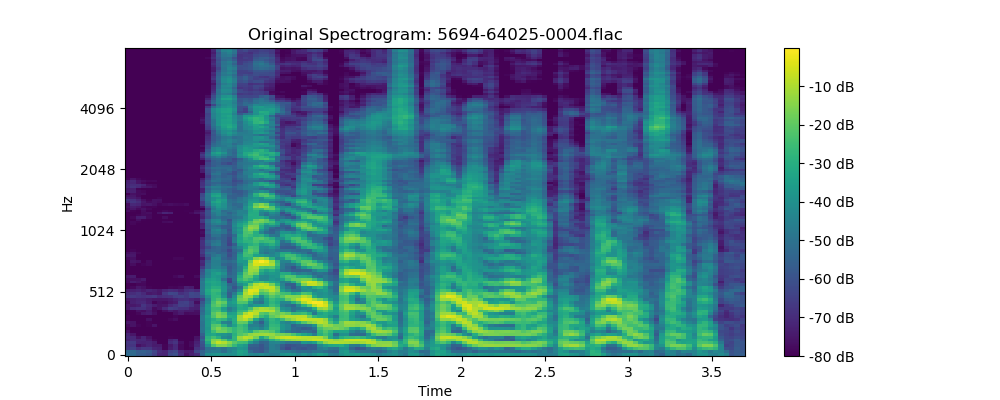 Original Spectrogram: 5694-64025-0004.flac
Hz
4096
2048
1024
512
0
0 0.5 1 1.5 2 2.5 3 3.5
Time
-10 dB
-20 dB
-30 dB
-40 dB
-50 dB
-60 dB
-70 dB
-80 dB